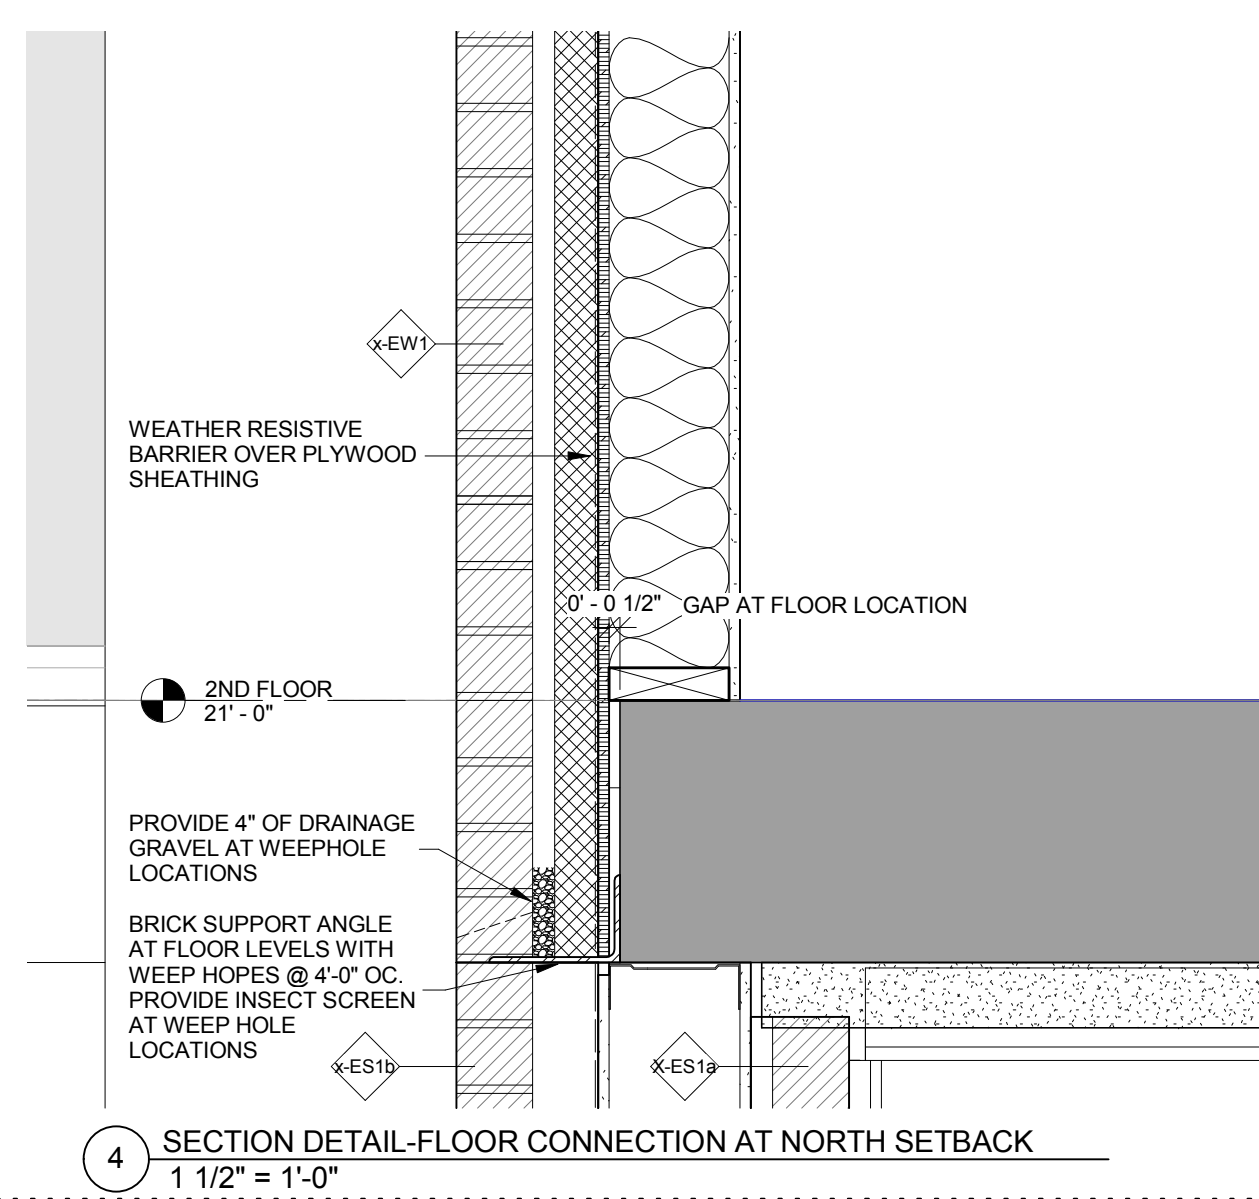 x-EW1
WEATHER RESISTIVE
BARRIER OVER PLYWOOD
SHEATHING
0' - 0 1/2" GAP AT FLOOR LOCATION
2ND FLOOR
21' - 0"
PROVIDE 4" OF DRAINAGE
GRAVEL AT WEEPHOLE
LOCATIONS
BRICK SUPPORT ANGLE
AT FLOOR LEVELS WITH
WEEP HOPES @ 4'-0" OC.
PROVIDE INSECT SCREEN
AT WEEP HOLE
LOCATIONS
x-ES1b
X-ES1a
4
SECTION DETAIL-FLOOR CONNECTION AT NORTH SETBACK
1 1/2" = 1'-0"